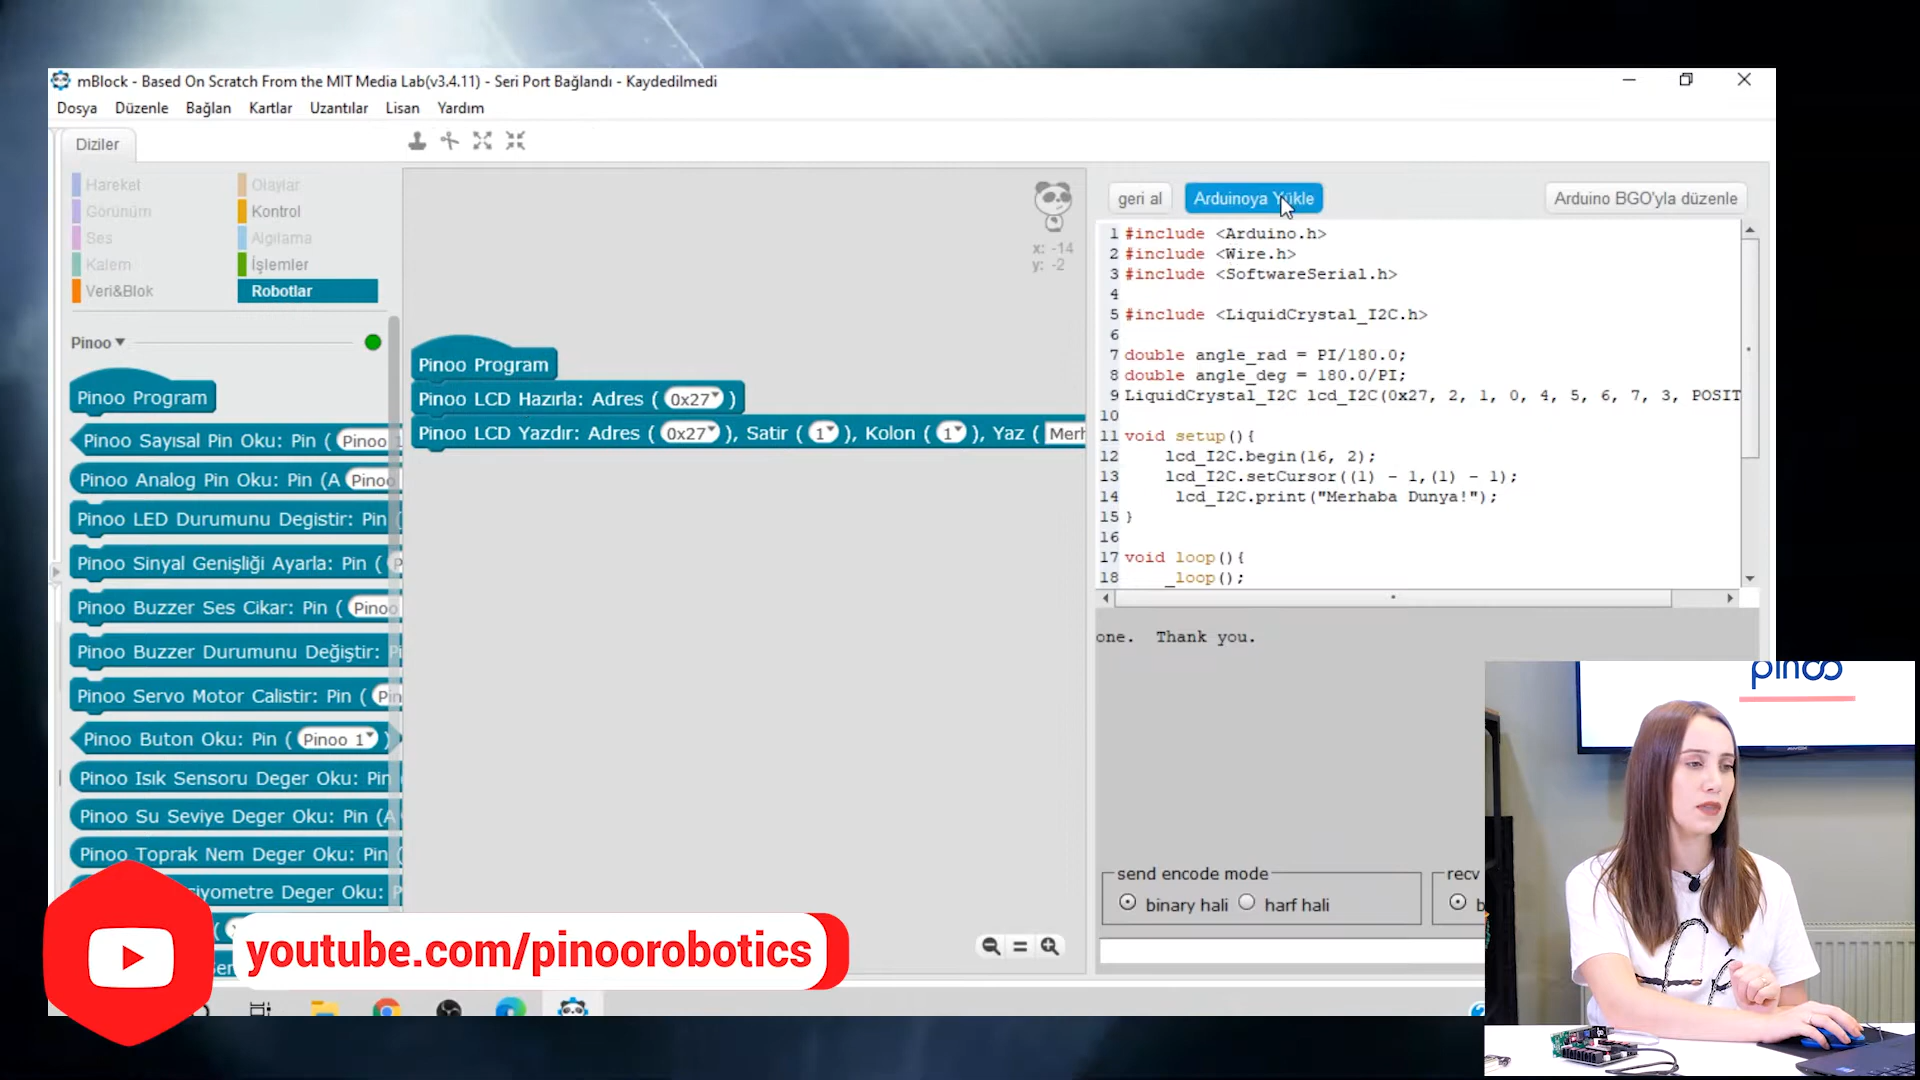 mBlock - Based On Scratch From the MIT Media Lab(v3.4.11) - Seri Port Bağlandı - Kaydedilmedi
Dosya Düzenle Bağlan Kartlar Uzantılar Lisan Yardım
Diziler
Hareket Olaylar
Görünüm Kontrol
Ses Algılama
Kalem İşlemler
Veri&Blok Robotlar
Pinoo
Pinoo Program
Pinoo Sayısal Pin Oku: Pin ( Pinoo 1
Pinoo Analog Pin Oku: Pin (A Pinoo
Pinoo LED Durumunu Degistir: Pin (
Pinoo Sinyal Genişliği Ayarla: Pin ( P
Pinoo Buzzer Ses Cikar: Pin ( Pinoo
Pinoo Buzzer Durumunu Değiştir: Pi
Pinoo Servo Motor Calistir: Pin ( Pin
Pinoo Buton Oku: Pin ( Pinoo 1 )
Pinoo Isık Sensoru Deger Oku: Pin
Pinoo Su Seviye Deger Oku: Pin (A
Pinoo Toprak Nem Deger Oku: Pin (
siyometre Deger Oku: P
x: -14
y: -2
Pinoo Program
Pinoo LCD Hazırla: Adres ( 0x27 )
Pinoo LCD Yazdır: Adres ( 0x27 ), Satir ( 1 ), Kolon ( 1 ), Yaz ( Merh
geri al Arduinoya Yükle Arduino BGO'yla düzenle
1 #include <Arduino.h>
2 #include <Wire.h>
3 #include <SoftwareSerial.h>
4
5 #include <LiquidCrystal_I2C.h>
6
7 double angle_rad = PI/180.0;
8 double angle_deg = 180.0/PI;
9 LiquidCrystal_I2C lcd_I2C(0x27, 2, 1, 0, 4, 5, 6, 7, 3, POSIT
10
11 void setup(){
12 lcd_I2C.begin(16, 2);
13 lcd_I2C.setCursor((1) - 1,(1) - 1);
14 lcd_I2C.print("Merhaba Dunya!");
15 }
16
17 void loop(){
18 _loop();
one. Thank you.
send encode mode
binary hali harf hali
recv
b
pinoo
youtube.com/pinoorobotics